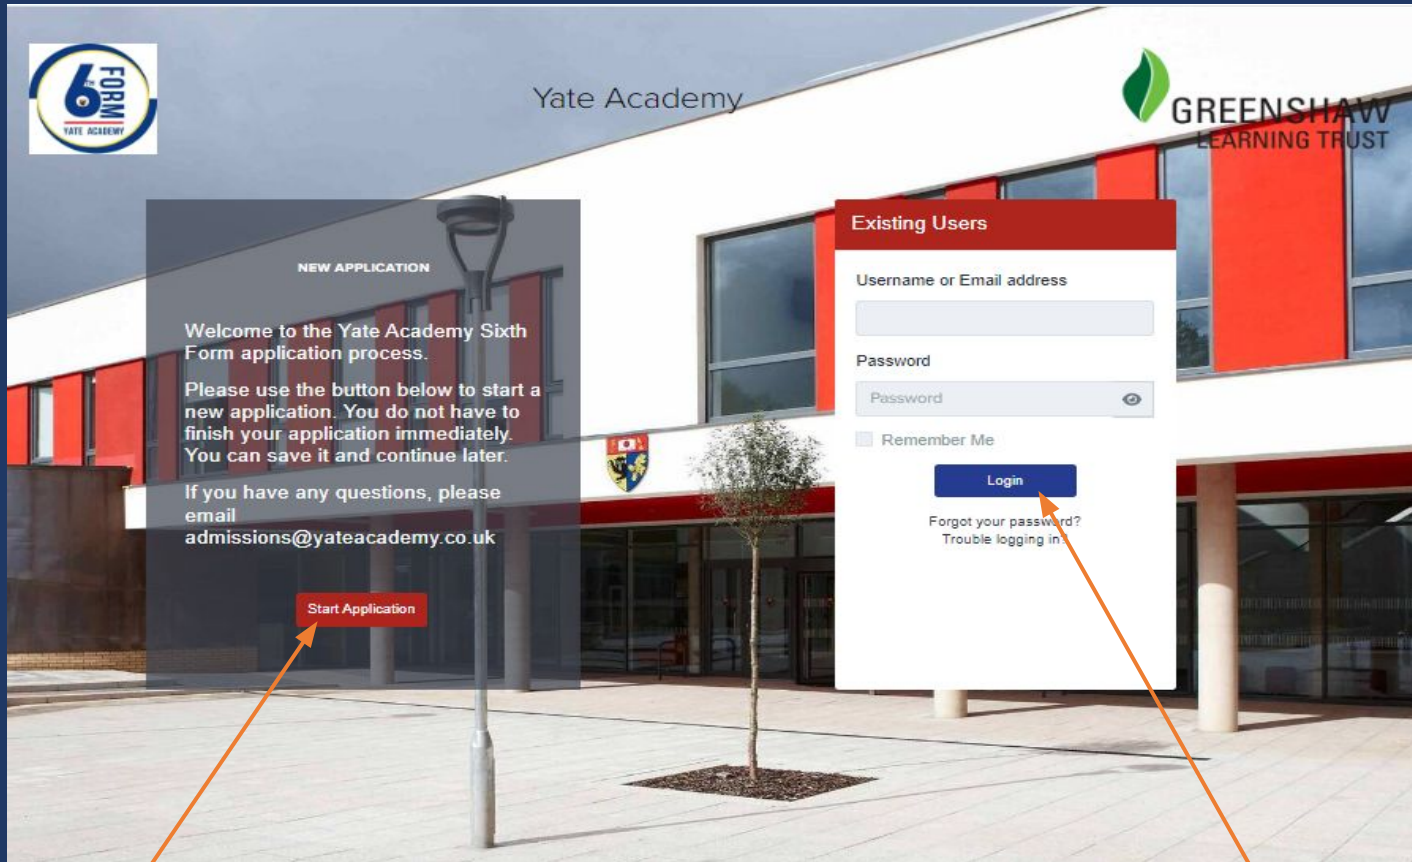 6TH
FORM
YATE ACADEMY
Yate Academy
GREENSHAW
LEARNING TRUST
NEW APPLICATION
Welcome to the Yate Academy Sixth
Form application process.
Please use the button below to start a
new application. You do not have to
finish your application immediately.
You can save it and continue later.
If you have any questions, please
email
admissions@yateacademy.co.uk
Start Application
Existing Users
Username or Email address
Password
Password
Remember Me
Login
Forgot your password?
Trouble logging in?